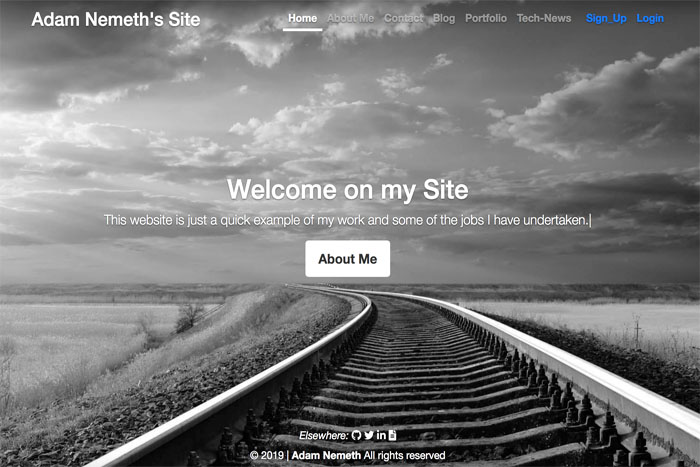 Adam Nemeth's Site Home About Me Contact Blog Portfolio Tech-News Sign_Up Login
Welcome on my Site
This website is just a quick example of my work and some of the jobs I have undertaken.|
About Me
Elsewhere:
© 2019 | Adam Nemeth All rights reserved